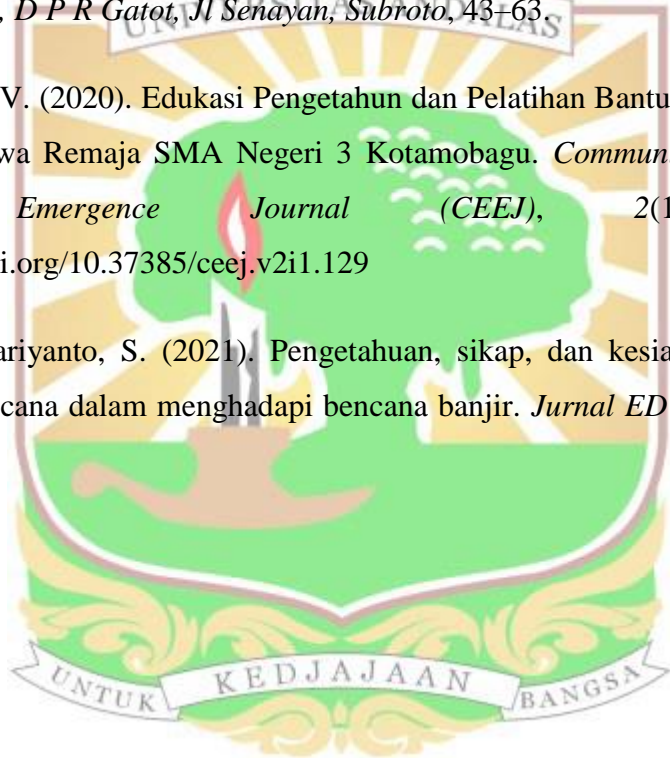 , D P R Gatot, Jl Senayan, Subroto, 43–63.
UNIVERSITAS ANDALAS
V. (2020). Edukasi Pengetahun dan Pelatihan Bantu
wa Remaja SMA Negeri 3 Kotamobagu. Commun
Emergence Journal (CEEJ), 2(1
i.org/10.37385/ceej.v2i1.129
ariyanto, S. (2021). Pengetahuan, sikap, dan kesia
cana dalam menghadapi bencana banjir. Jurnal ED
UNTUK KEDJAJAAN BANGSA